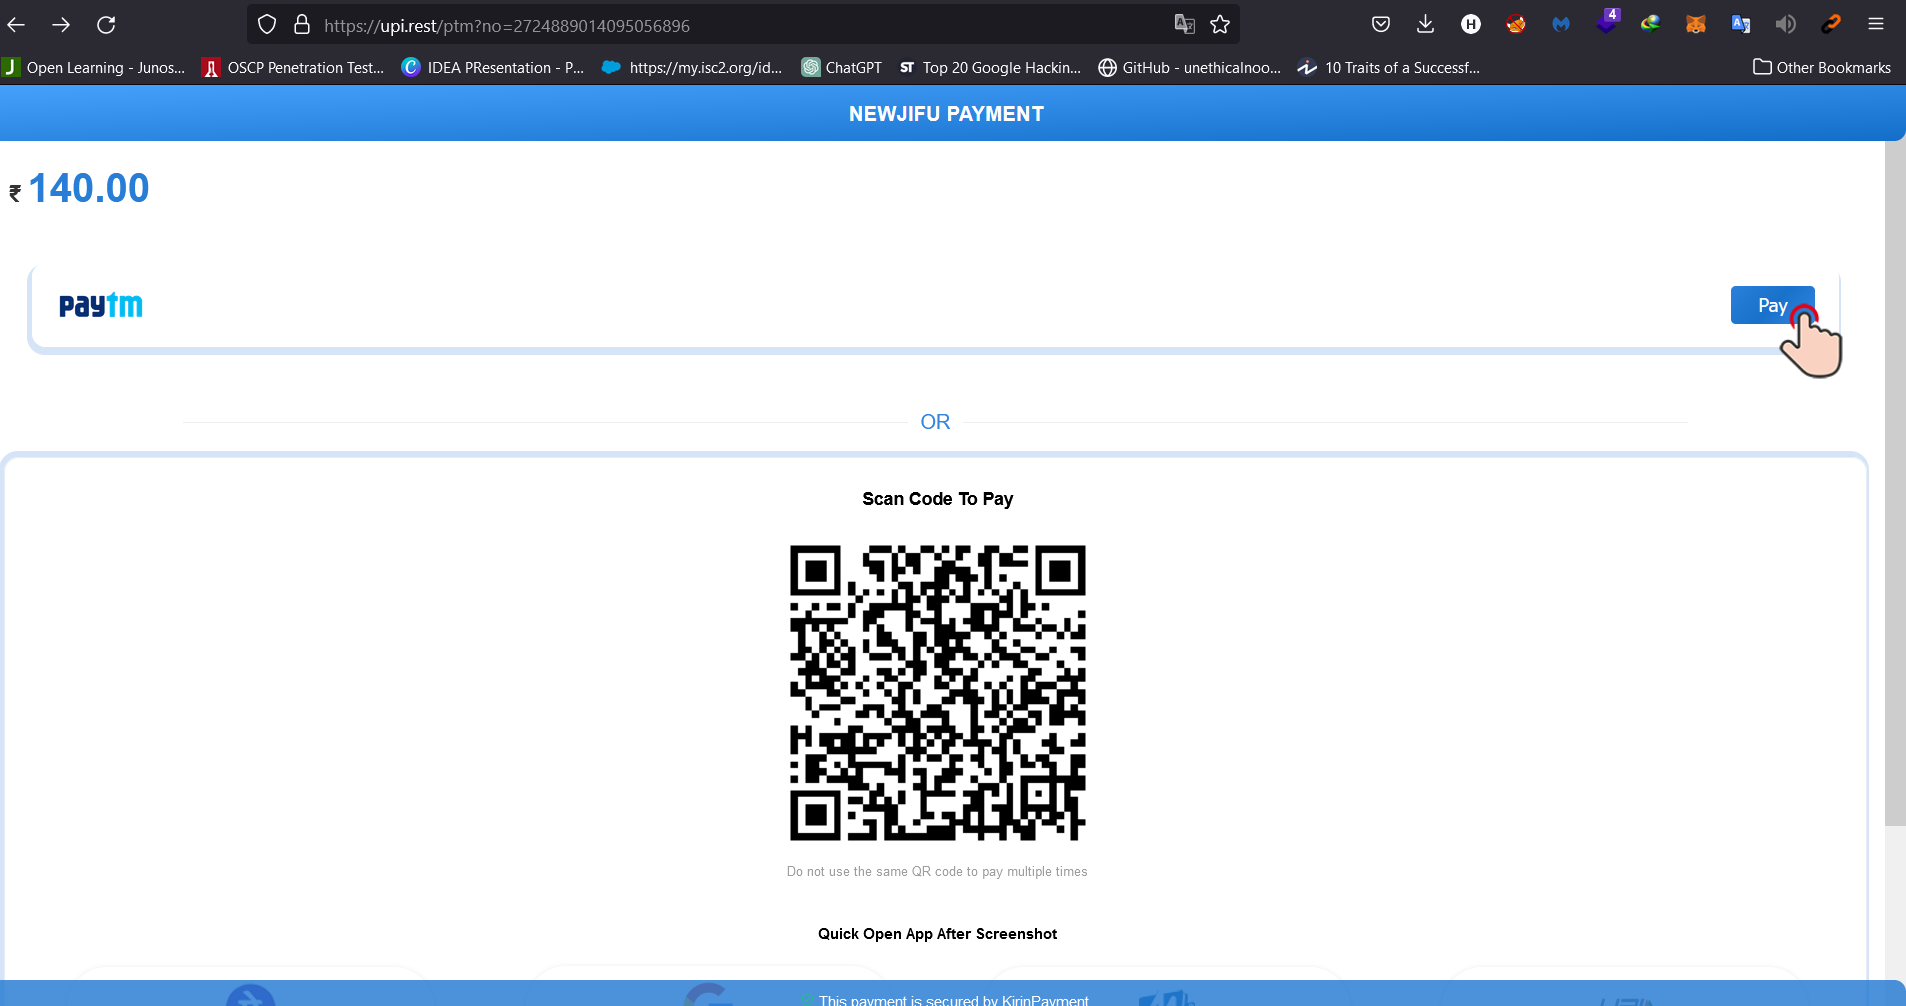 https://upi.rest/ptm?no=2724889014095056896
4
Open Learning - Junos...
OSCP Penetration Test...
IDEA PResentation - P...
https://my.isc2.org/id...
ChatGPT
ST Top 20 Google Hackin...
GitHub - unethicalnoo...
10 Traits of a Successf...
Other Bookmarks
NEWJIFU PAYMENT
₹ 140.00
paytm
Pay
OR
Scan Code To Pay
Do not use the same QR code to pay multiple times
Quick Open App After Screenshot
This payment is secured by KirinPayment